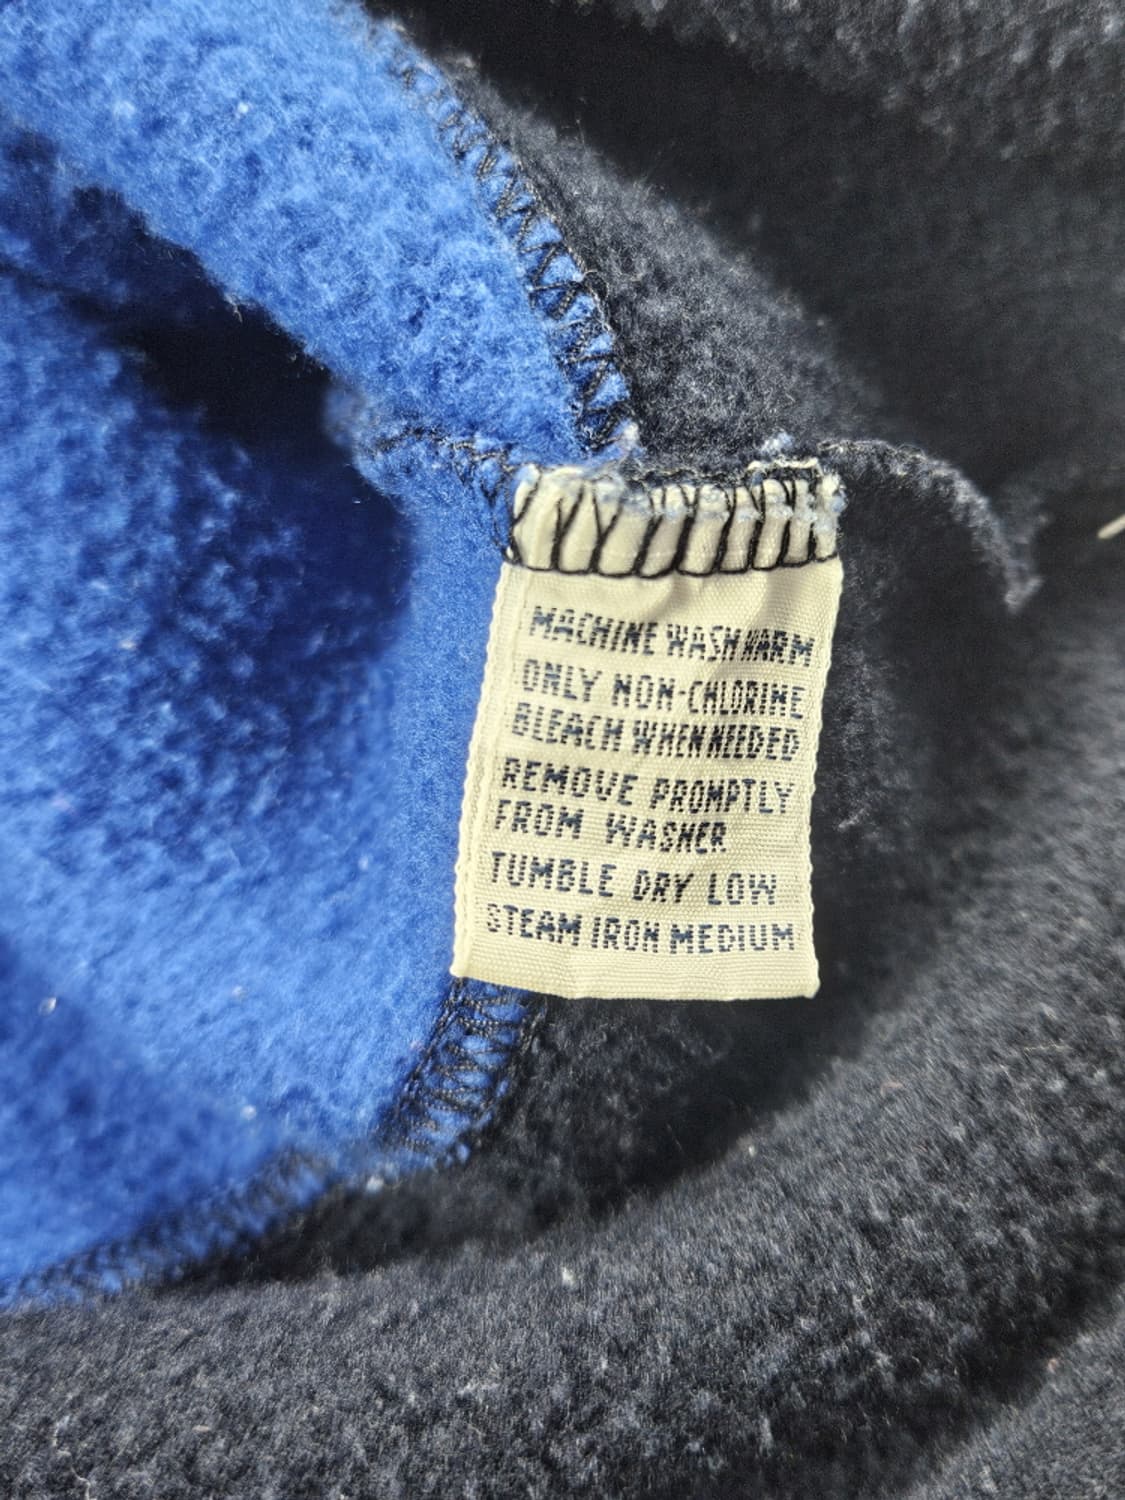 MACHINE WASH WARM
ONLY NON-CHLORINE
BLEACH WHEN NEEDED
REMOVE PROMPTLY
FROM WASHER
TUMBLE DRY LOW
STEAM IRON MEDIUM